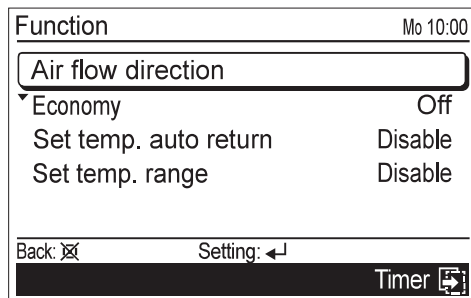 Function Mo 10:00
Air flow direction
Economy Off
Set temp. auto return Disable
Set temp. range Disable
Back: Setting:
Timer